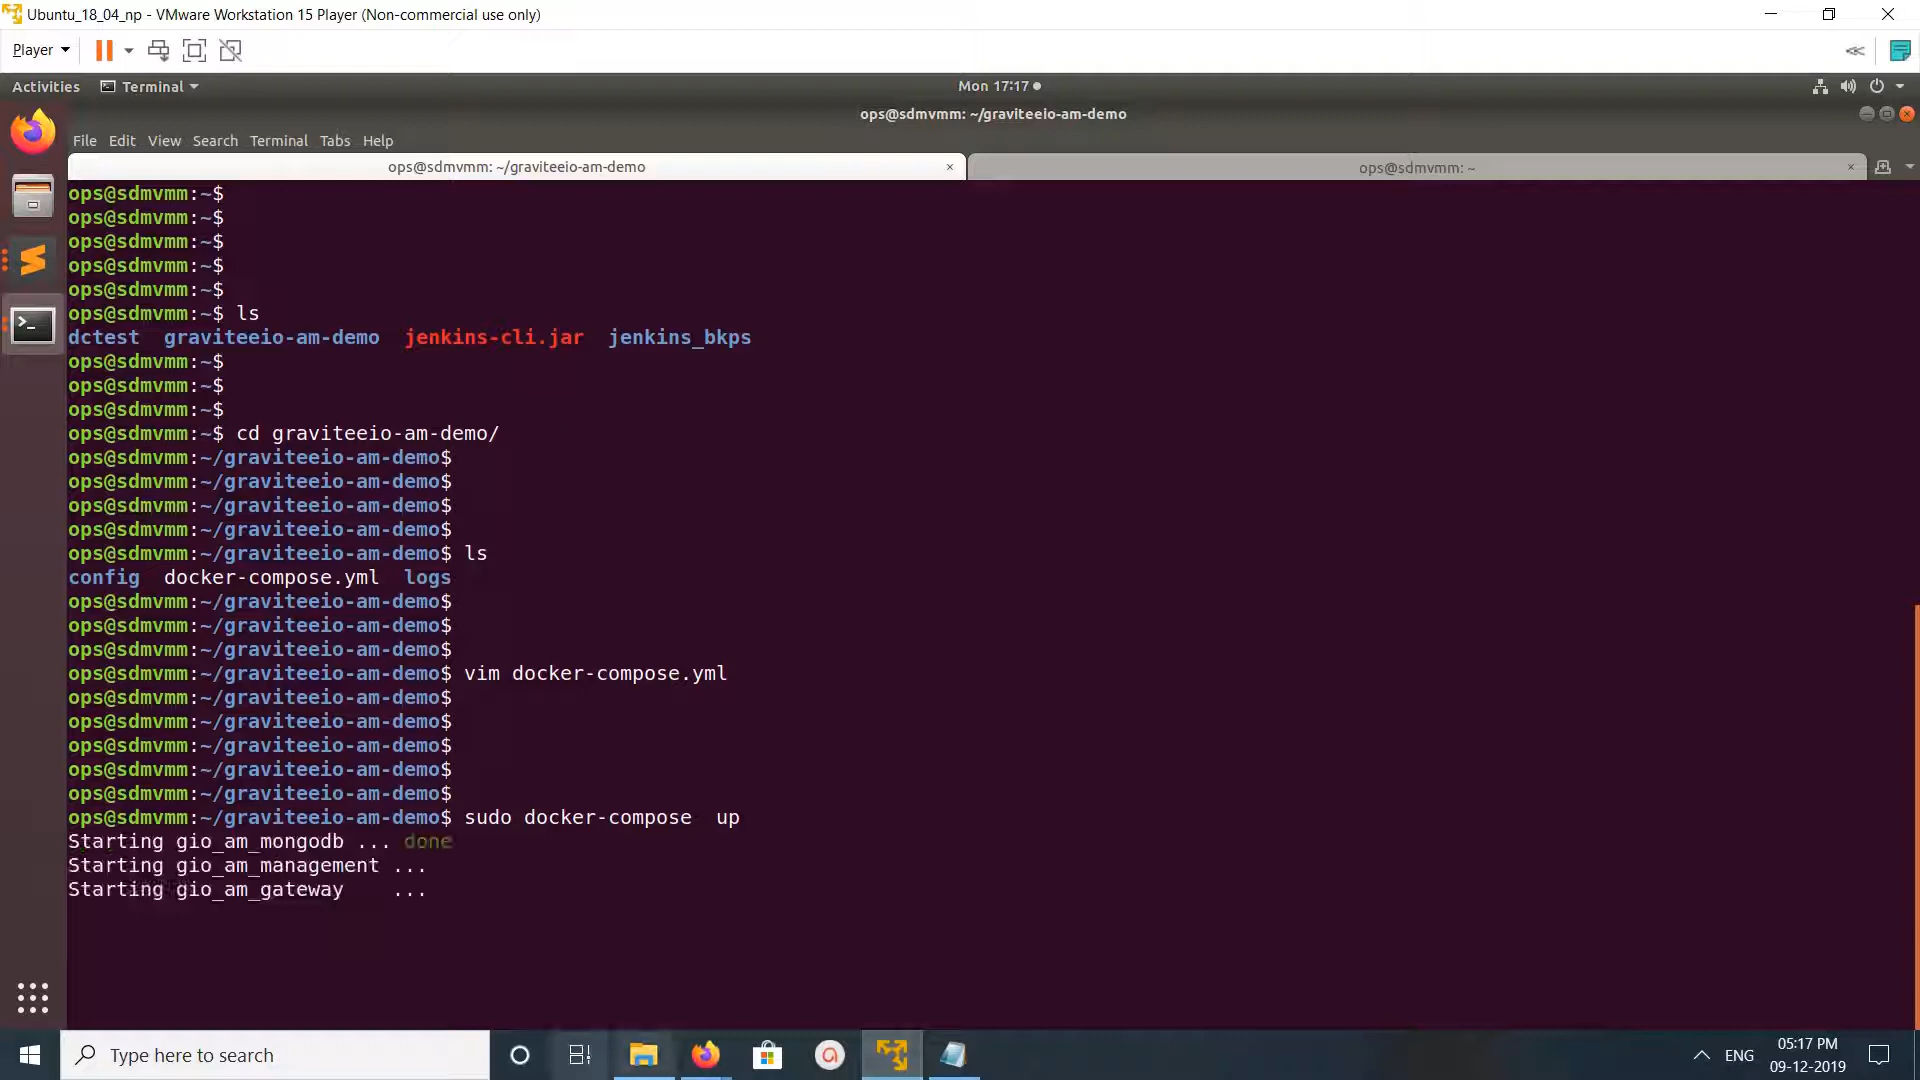 Ubuntu_18_04_np - VMware Workstation 15 Player (Non-commercial use only)
Player
Activities Terminal Mon 17:17
ops@sdmvmm: ~/graviteeio-am-demo
File Edit View Search Terminal Tabs Help
ops@sdmvmm: ~/graviteeio-am-demo × ops@sdmvmm: ~ ×
ops@sdmvmm:~$
ops@sdmvmm:~$
ops@sdmvmm:~$
ops@sdmvmm:~$
ops@sdmvmm:~$
ops@sdmvmm:~$ ls
dctest graviteeio-am-demo jenkins-cli.jar jenkins_bkps
ops@sdmvmm:~$
ops@sdmvmm:~$
ops@sdmvmm:~$
ops@sdmvmm:~$ cd graviteeio-am-demo/
ops@sdmvmm:~/graviteeio-am-demo$
ops@sdmvmm:~/graviteeio-am-demo$
ops@sdmvmm:~/graviteeio-am-demo$
ops@sdmvmm:~/graviteeio-am-demo$
ops@sdmvmm:~/graviteeio-am-demo$ ls
config docker-compose.yml logs
ops@sdmvmm:~/graviteeio-am-demo$
ops@sdmvmm:~/graviteeio-am-demo$
ops@sdmvmm:~/graviteeio-am-demo$
ops@sdmvmm:~/graviteeio-am-demo$ vim docker-compose.yml
ops@sdmvmm:~/graviteeio-am-demo$
ops@sdmvmm:~/graviteeio-am-demo$
ops@sdmvmm:~/graviteeio-am-demo$
ops@sdmvmm:~/graviteeio-am-demo$
ops@sdmvmm:~/graviteeio-am-demo$
ops@sdmvmm:~/graviteeio-am-demo$ sudo docker-compose  up
Starting gio_am_mongodb ... done
Starting gio_am_management ...
Starting gio_am_gateway    ...
Type here to search
ENG
05:17 PM
09-12-2019